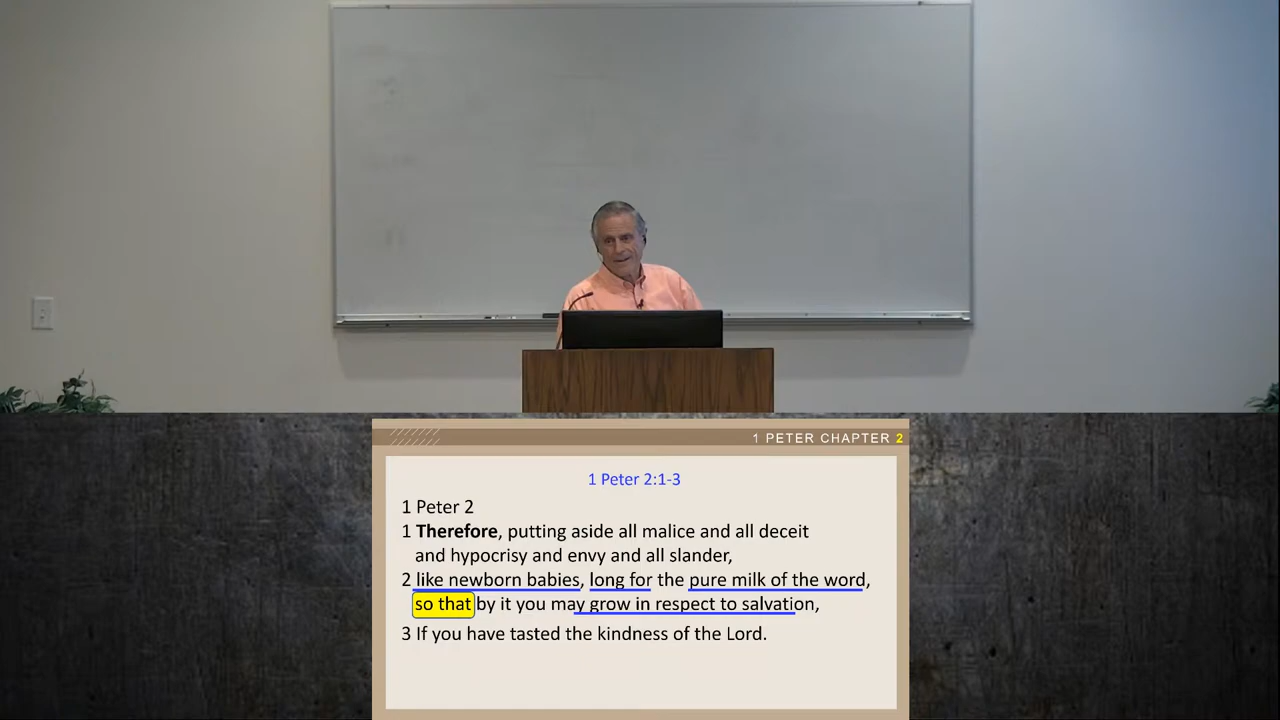 1 PETER CHAPTER 2
1 Peter 2:1-3
1 Peter 2
1 Therefore, putting aside all malice and all deceit
and hypocrisy and envy and all slander,
2 like newborn babies, long for the pure milk of the word,
so that by it you may grow in respect to salvation,
3 If you have tasted the kindness of the Lord.